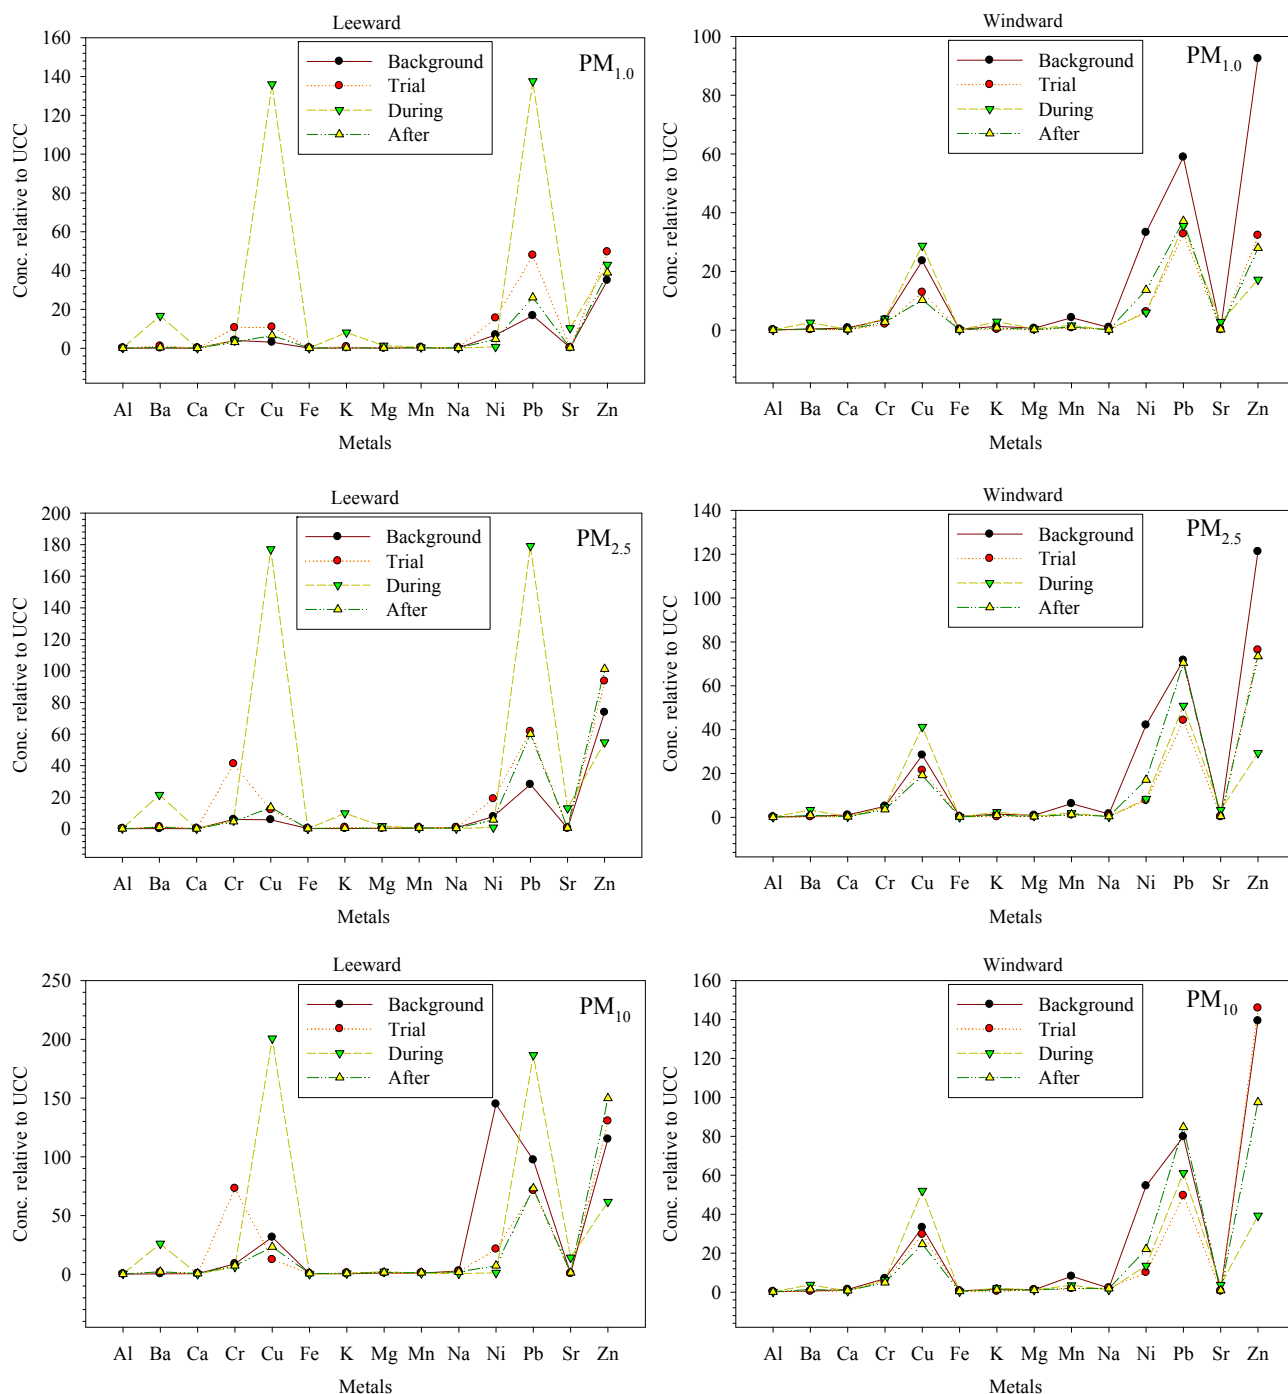 Leeward
PM1.0
Background
Trial
During
After
Conc. relative to UCC
160
140
120
100
80
60
40
20
0
Al Ba Ca Cr Cu Fe K Mg Mn Na Ni Pb Sr Zn
Metals
Windward
PM1.0
Background
Trial
During
After
Conc. relative to UCC
100
80
60
40
20
0
Al Ba Ca Cr Cu Fe K Mg Mn Na Ni Pb Sr Zn
Metals
Leeward
PM2.5
Background
Trial
During
After
Conc. relative to UCC
200
180
160
140
120
100
80
60
40
20
0
Al Ba Ca Cr Cu Fe K Mg Mn Na Ni Pb Sr Zn
Metals
Windward
PM2.5
Background
Trial
During
After
Conc. relative to UCC
140
120
100
80
60
40
20
0
Al Ba Ca Cr Cu Fe K Mg Mn Na Ni Pb Sr Zn
Metals
Leeward
PM10
Background
Trial
During
After
Conc. relative to UCC
250
200
150
100
50
0
Al Ba Ca Cr Cu Fe K Mg Mn Na Ni Pb Sr Zn
Metals
Windward
PM10
Background
Trial
During
After
Conc. relative to UCC
160
140
120
100
80
60
40
20
0
Al Ba Ca Cr Cu Fe K Mg Mn Na Ni Pb Sr Zn
Metals